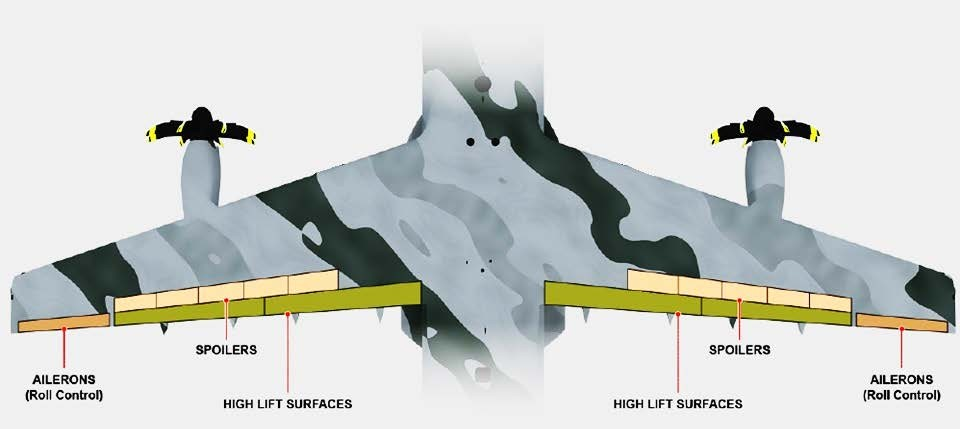 SPOILERS
SPOILERS
AILERONS
(Roll Control)
AILERONS
(Roll Control)
HIGH LIFT SURFACES
HIGH LIFT SURFACES